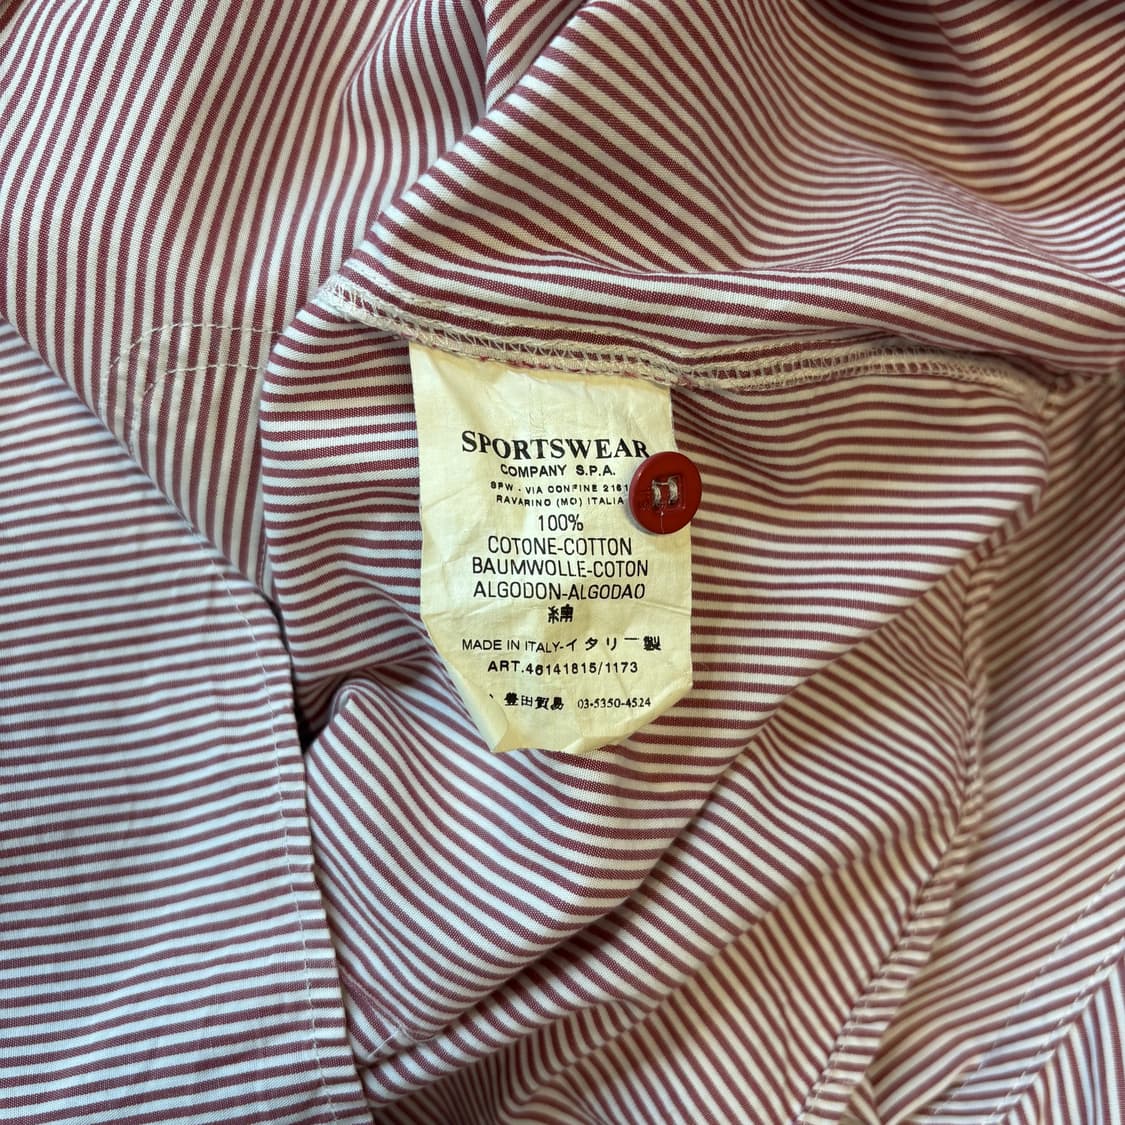 SPORTSWEAR
COMPANY S.P.A.
SPW - VIA CONFINE 2161
RAVARINO (MO) ITALIA
100%
COTONE-COTTON
BAUMWOLLE-COTON
ALGODON-ALGODAO
綿
MADE IN ITALY-イタリー製
ART.46141815/1173
豊田貿易 03-5350-4524